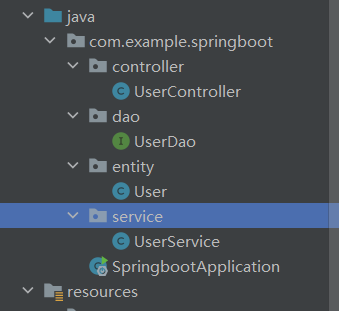 java
com.example.springboot
controller
UserController
dao
UserDao
entity
User
service
UserService
SpringbootApplication
resources